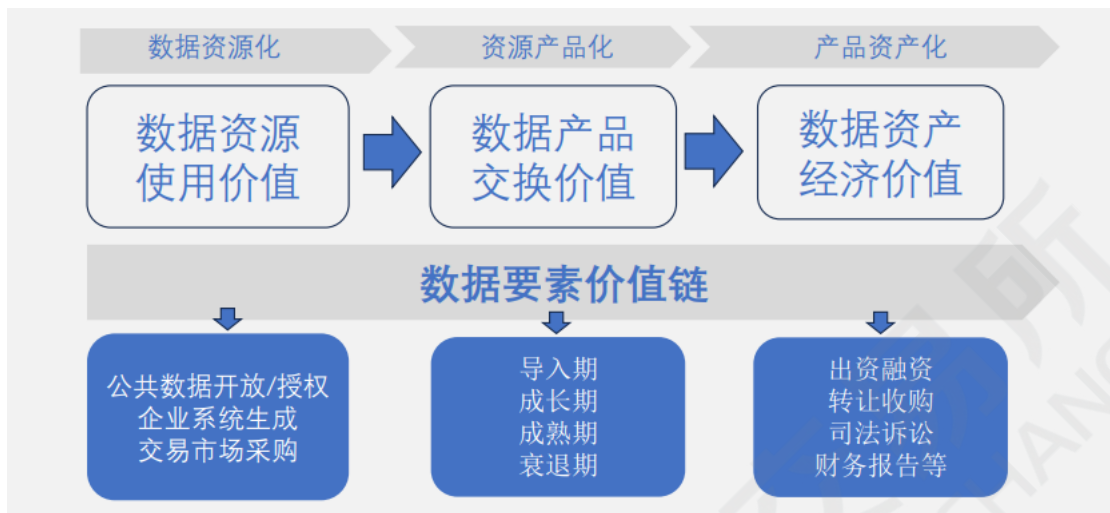 数据资源化
资源产品化
产品资产化
数据资源
使用价值
数据产品
交换价值
数据资产
经济价值
数据要素价值链
公共数据开放/授权
企业系统生成
交易市场采购
导入期
成长期
成熟期
衰退期
出资融资
转让收购
司法诉讼
财务报告等